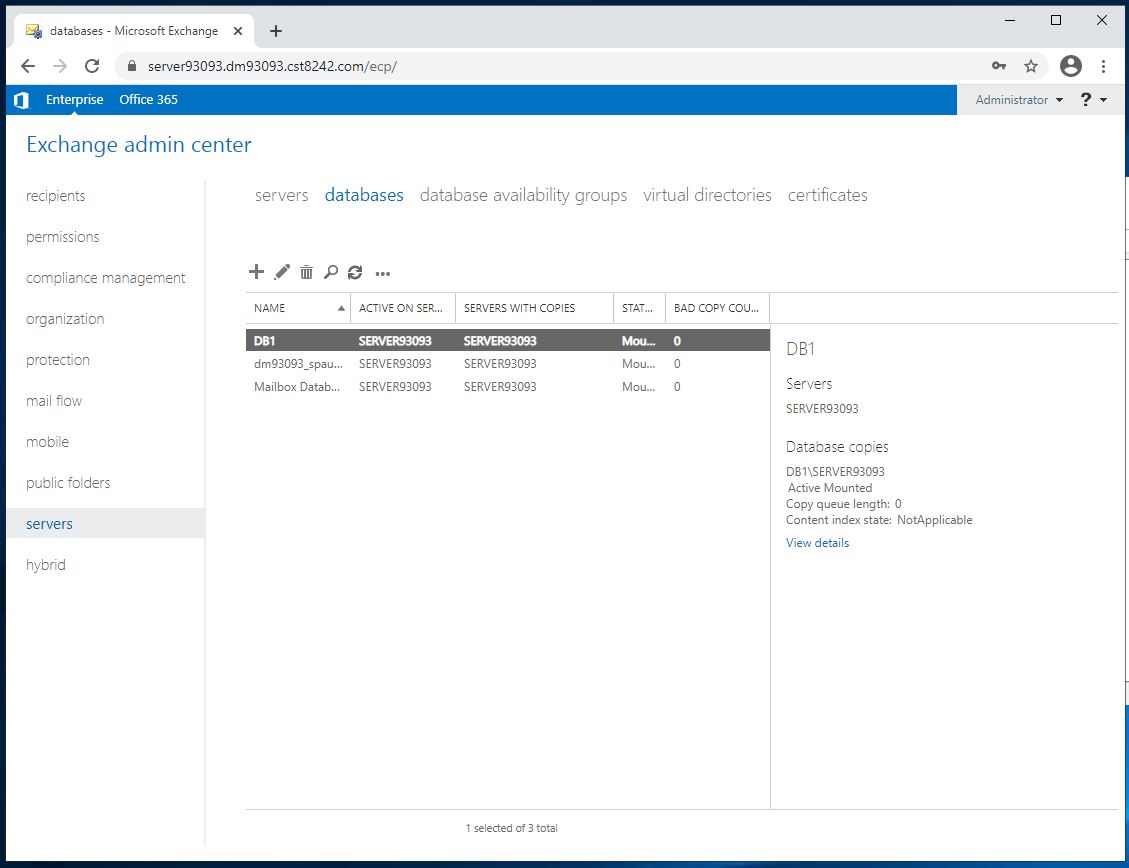 databases - Microsoft Exchange
server93093.dm93093.cst8242.com/ecp/
Enterprise Office 365 Administrator ?
Exchange admin center
recipients
permissions
compliance management
organization
protection
mail flow
mobile
public folders
servers
hybrid
servers databases database availability groups virtual directories certificates
NAME ACTIVE ON SER... SERVERS WITH COPIES STAT... BAD COPY COU...
DB1 SERVER93093 SERVER93093 Mou... 0
dm93093_spau... SERVER93093 SERVER93093 Mou... 0
Mailbox Datab... SERVER93093 SERVER93093 Mou... 0
DB1
Servers
SERVER93093
Database copies
DB1\SERVER93093
Active Mounted
Copy queue length: 0
Content index state: NotApplicable
View details
1 selected of 3 total